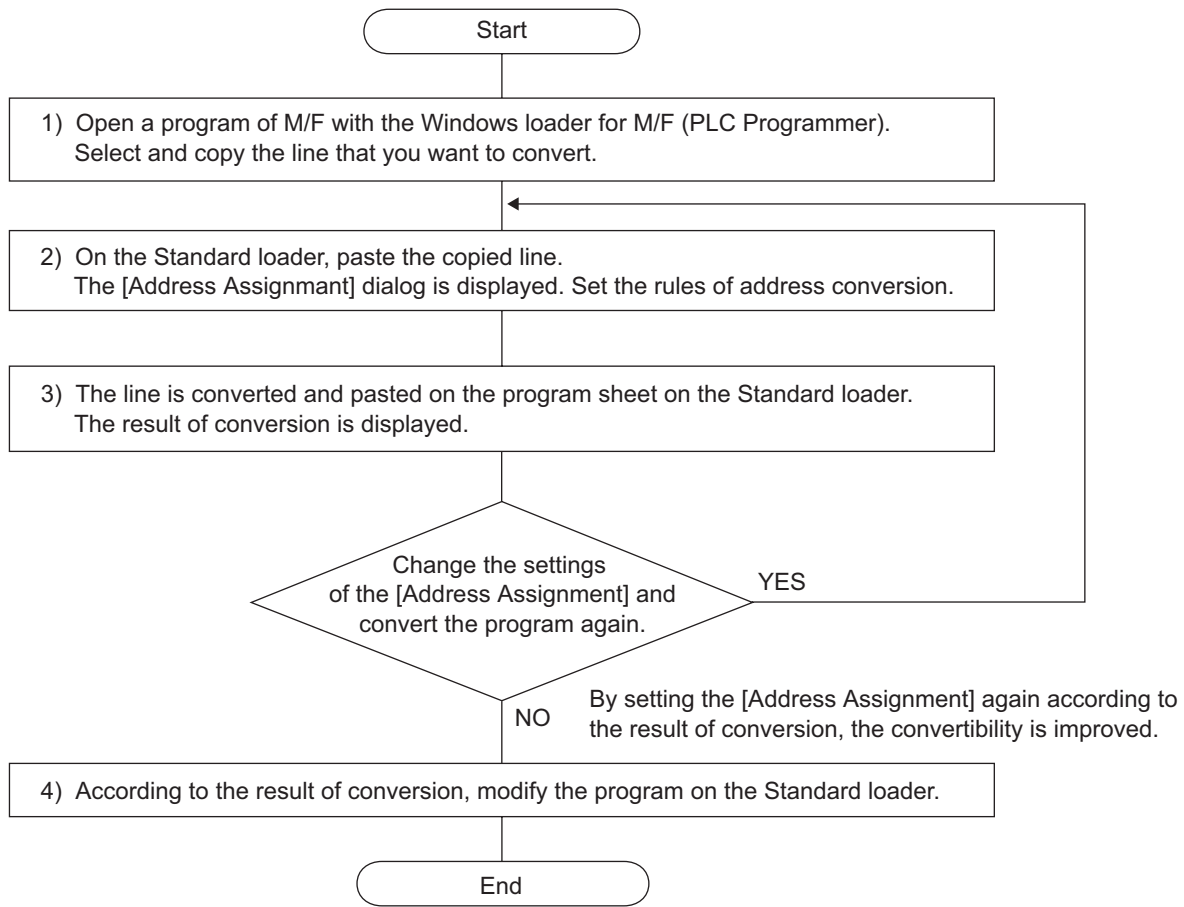 Start
1) Open a program of M/F with the Windows loader for M/F (PLC Programmer).
Select and copy the line that you want to convert.
2) On the Standard loader, paste the copied line.
The [Address Assignmant] dialog is displayed. Set the rules of address conversion.
3) The line is converted and pasted on the program sheet on the Standard loader.
The result of conversion is displayed.
Change the settings
of the [Address Assignment] and
convert the program again.
YES
NO
By setting the [Address Assignment] again according to
the result of conversion, the convertibility is improved.
4) According to the result of conversion, modify the program on the Standard loader.
End